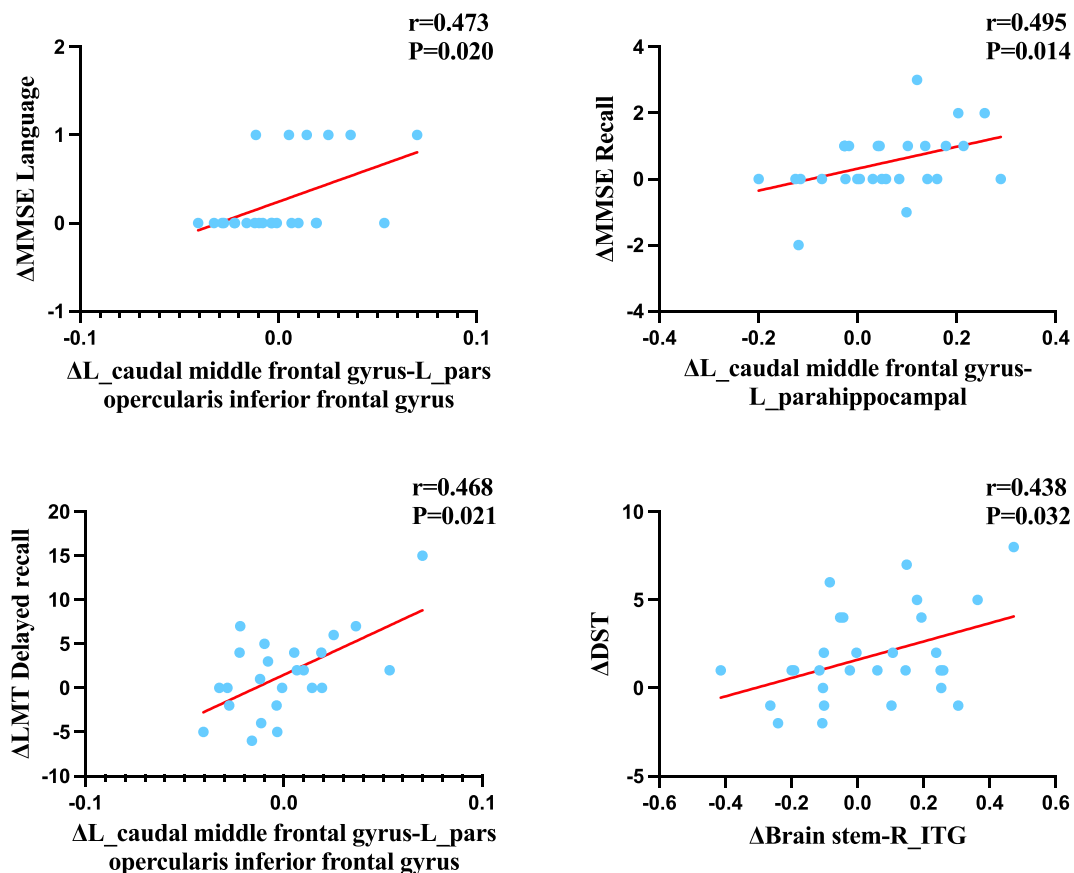 r=0.473
P=0.020
ΔMMSE Language
2
1
0
-1
-0.1
0.0
0.1
ΔL_caudal middle frontal gyrus-L_pars
opercularis inferior frontal gyrus
r=0.495
P=0.014
ΔMMSE Recall
4
2
0
-2
-4
-0.4
-0.2
0.0
0.2
0.4
ΔL_caudal middle frontal gyrus-
L_parahippocampal
r=0.468
P=0.021
ΔLMT Delayed recall
20
15
10
5
0
-5
-10
-0.1
0.0
0.1
ΔL_caudal middle frontal gyrus-L_pars
opercularis inferior frontal gyrus
r=0.438
P=0.032
ΔDST
10
5
0
-5
-0.6
-0.4
-0.2
0.0
0.2
0.4
0.6
ΔBrain stem-R_ITG